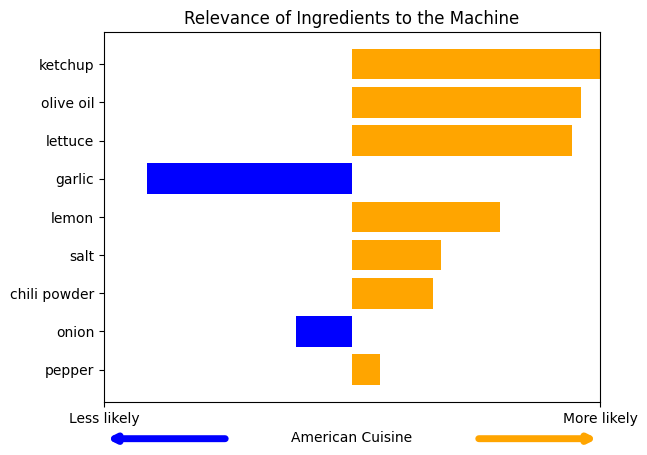 Relevance of Ingredients to the Machine
ketchup
olive oil
lettuce
garlic
lemon
salt
chili powder
onion
pepper
Less likely
More likely
American Cuisine